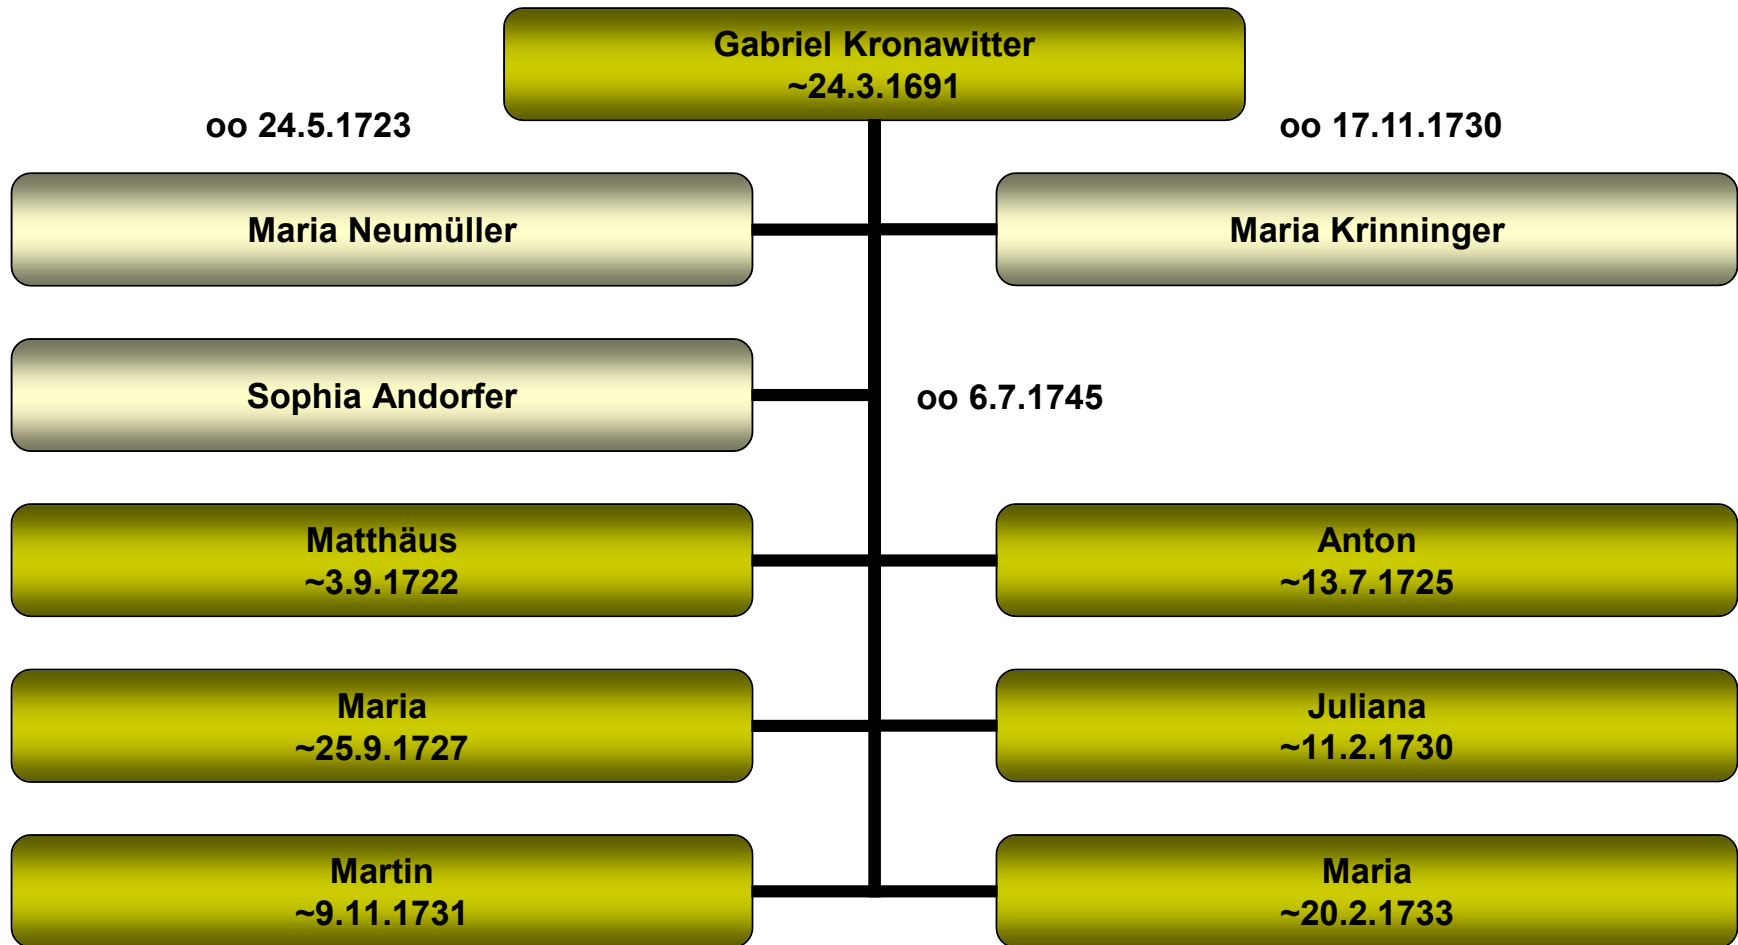 Gabriel Kronawitter
~24.3.1691
oo 24.5.1723
oo 17.11.1730
Maria Neumüller
Maria Krinninger
Sophia Andorfer
oo 6.7.1745
Matthäus
~3.9.1722
Anton
~13.7.1725
Maria
~25.9.1727
Juliana
~11.2.1730
Martin
~9.11.1731
Maria
~20.2.1733